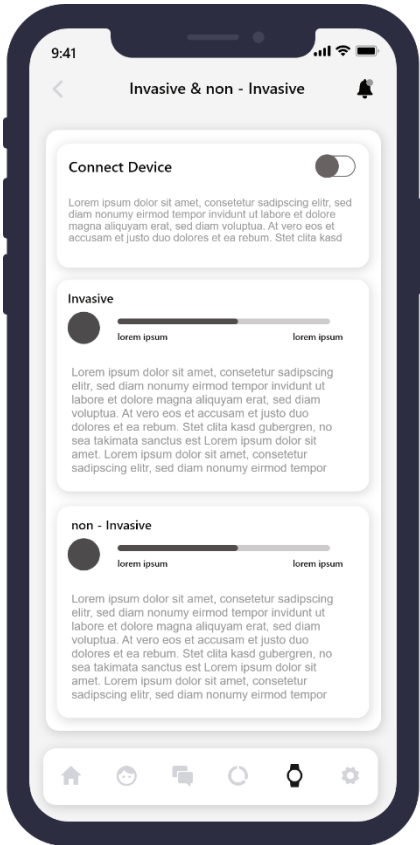 9:41
Invasive & non - Invasive
Connect Device
Lorem ipsum dolor sit amet, consetetur sadipscing elitr, sed
diam nonumy eirmod tempor invidunt ut labore et dolore
magna aliquyam erat, sed diam voluptua. At vero eos et
accusam et justo duo dolores et ea rebum. Stet clita kasd
Invasive
lorem ipsum lorem ipsum
Lorem ipsum dolor sit amet, consetetur sadipscing
elitr, sed diam nonumy eirmod tempor invidunt ut
labore et dolore magna aliquyam erat, sed diam
voluptua. At vero eos et accusam et justo duo
dolores et ea rebum. Stet clita kasd gubergren, no
sea takimata sanctus est Lorem ipsum dolor sit
amet. Lorem ipsum dolor sit amet, consetetur
sadipscing elitr, sed diam nonumy eirmod tempor
non - Invasive
lorem ipsum lorem ipsum
Lorem ipsum dolor sit amet, consetetur sadipscing
elitr, sed diam nonumy eirmod tempor invidunt ut
labore et dolore magna aliquyam erat, sed diam
voluptua. At vero eos et accusam et justo duo
dolores et ea rebum. Stet clita kasd gubergren, no
sea takimata sanctus est Lorem ipsum dolor sit
amet. Lorem ipsum dolor sit amet, consetetur
sadipscing elitr, sed diam nonumy eirmod tempor